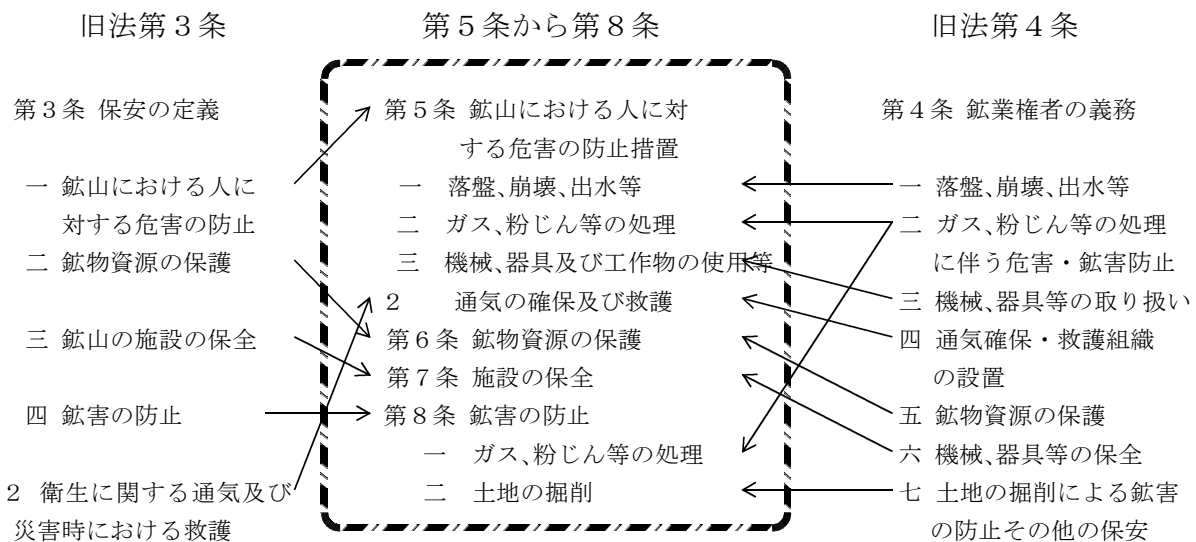 旧法第３条
第３条 保安の定義
一 鉱山における人に
対する危害の防止
二 鉱物資源の保護
三 鉱山の施設の保全
四 鉱害の防止
２ 衛生に関する通気及び
災害時における救護
第５条から第８条
第５条 鉱山における人に対
する危害の防止措置
一 落盤、崩壊、出水等
二 ガス、粉じん等の処理
三 機械、器具及び工作物の使用等
２ 通気の確保及び救護
第６条 鉱物資源の保護
第７条 施設の保全
第８条 鉱害の防止
一 ガス、粉じん等の処理
二 土地の掘削
旧法第４条
第４条 鉱業権者の義務
一 落盤、崩壊、出水等
二 ガス、粉じん等の処理
に伴う危害・鉱害防止
三 機械、器具等の取り扱い
四 通気確保・救護組織
の設置
五 鉱物資源の保護
六 機械、器具等の保全
七 土地の掘削による鉱害
の防止その他の保安